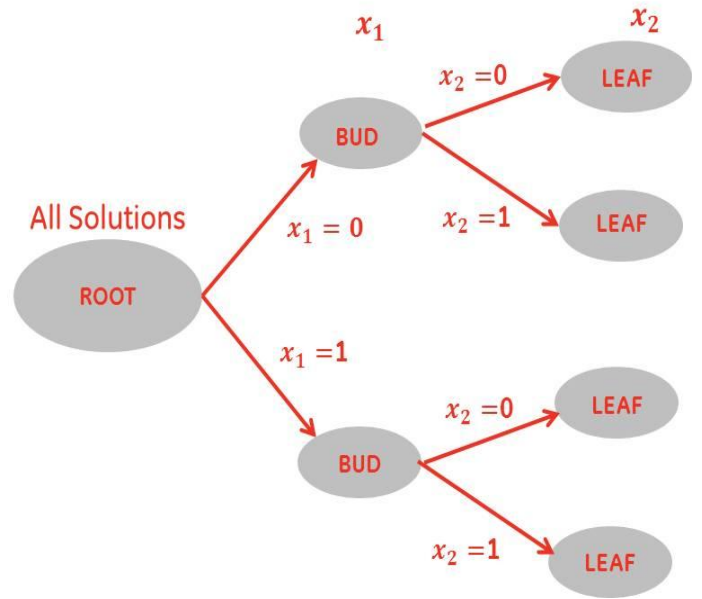 x₁
x₂
x₂ =0
LEAF
BUD
All Solutions
x₁ = 0
x₂ = 1
LEAF
ROOT
x₁ =1
x₂ =0
LEAF
BUD
x₂ =1
LEAF